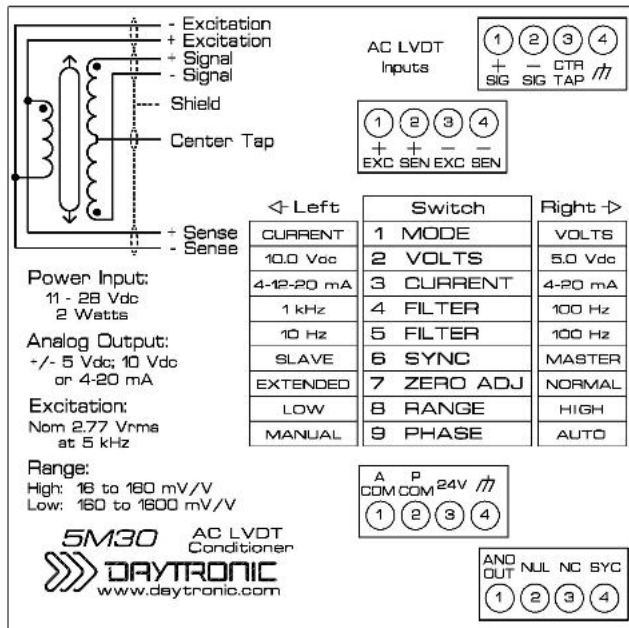 - Excitation
+ Excitation
+ Signal
- Signal
Shield
Center Tap
+ Sense
- Sense
AC LVDT
Inputs
1 2 3 4
+ − CTR
SIG SIG TAP
1 2 3 4
+ + − −
EXC SEN EXC SEN
Left Switch Right
CURRENT 1 MODE VOLTS
10.0 Vdc 2 VOLTS 5.0 Vdc
4-12-20 mA 3 CURRENT 4-20 mA
1 kHz 4 FILTER 100 Hz
10 Hz 5 FILTER 100 Hz
SLAVE 6 SYNC MASTER
EXTENDED 7 ZERO ADJ NORMAL
LOW 8 RANGE HIGH
MANUAL 9 PHASE AUTO
Power Input:
11 - 28 Vdc
2 Watts
Analog Output:
+/- 5 Vdc; 10 Vdc
or 4-20 mA
Excitation:
Nom 2.77 Vrms
at 5 kHz
Range:
High: 16 to 160 mV/V
Low: 160 to 1600 mV/V
5M30 AC LVDT
Conditioner
DAYTRONIC
www.daytronic.com
A P
COM COM 24V
1 2 3 4
ANO
OUT NUL NC SYC
1 2 3 4